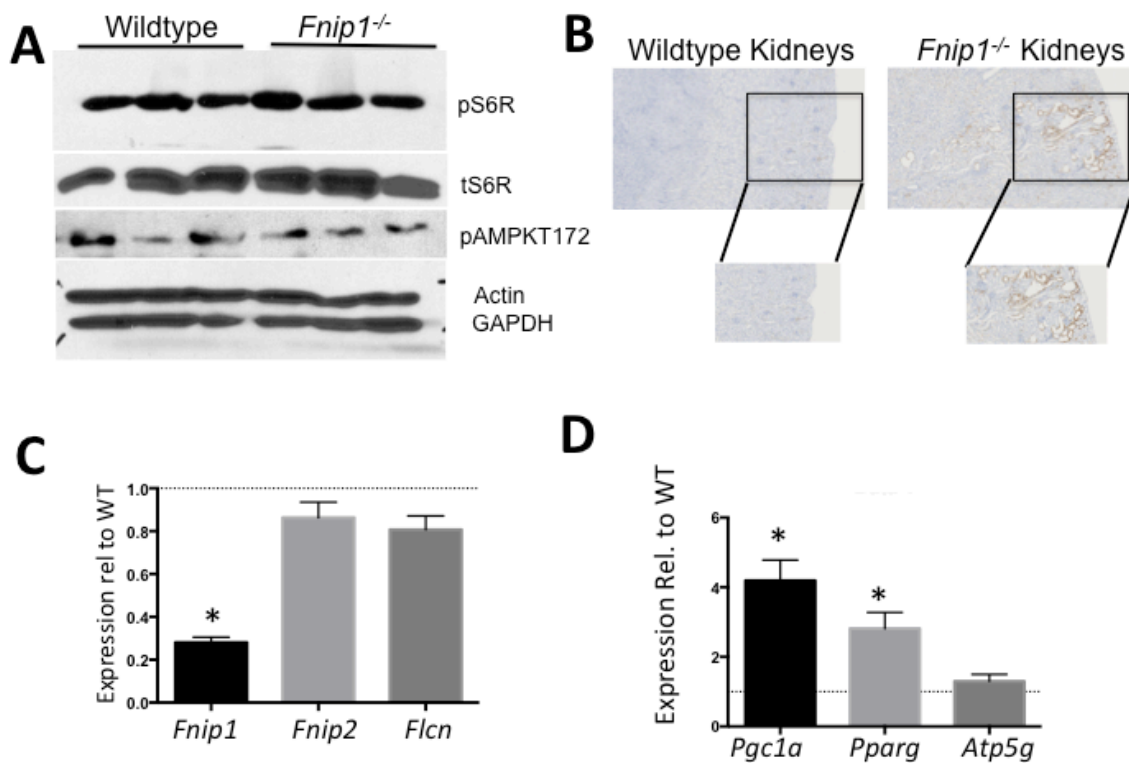 A
Wildtype
Fnip1-/-
pS6R
tS6R
pAMPKT172
Actin
GAPDH
B
Wildtype Kidneys
Fnip1-/- Kidneys
C
Expression rel to WT
1.0
0.8
0.6
0.4
0.2
0.0
*
Fnip1
Fnip2
Flcn
D
Expression Rel. to WT
6
4
2
0
*
*
Pgc1a
Pparg
Atp5g